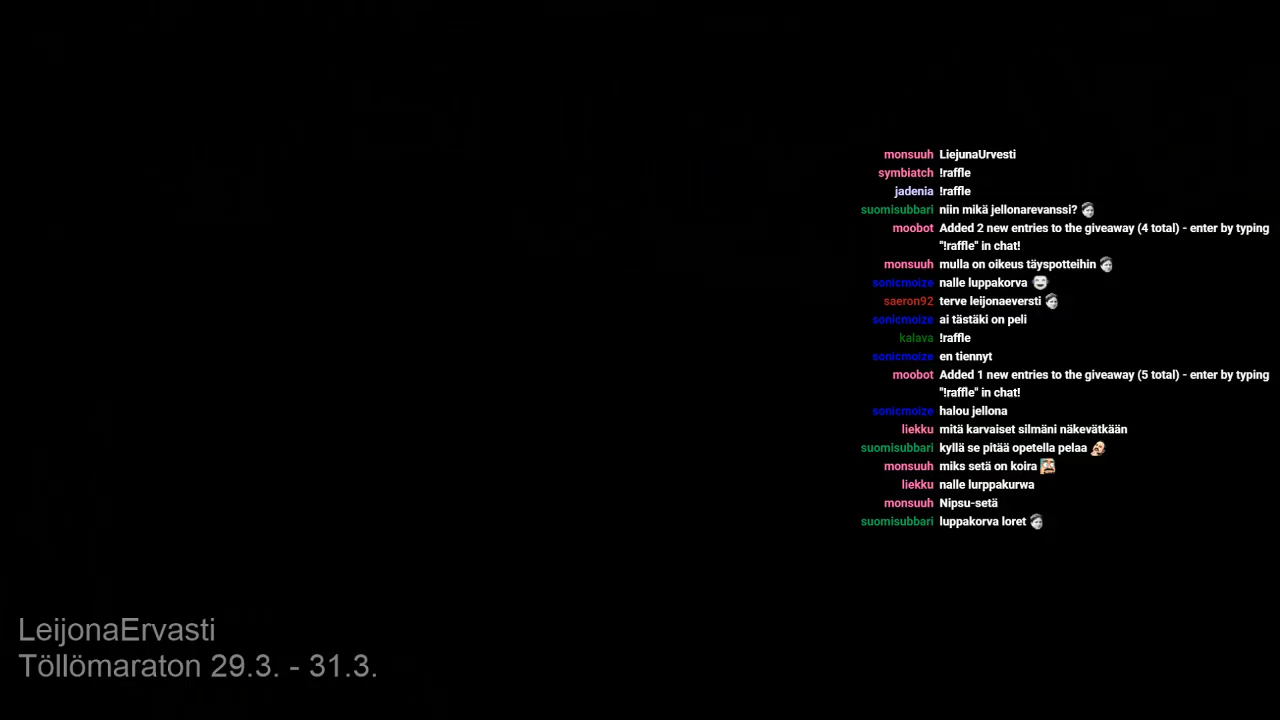 monsuuh LiejunaUrvesti
symbiatch !raffle
jadenia !raffle
suomisubbari niin mikä jellonarevanssi?
moobot Added 2 new entries to the giveaway (4 total) - enter by typing
"!raffle" in chat!
monsuuh mulla on oikeus täyspotteihin
sonicmoize nalle luppakorva
saeron92 terve leijonaeversti
sonicmoize ai tästäki on peli
kalava !raffle
sonicmoize en tiennyt
moobot Added 1 new entries to the giveaway (5 total) - enter by typing
"!raffle" in chat!
sonicmoize halou jellona
liekku mitä karvaiset silmäni näkevätkään
suomisubbari kyllä se pitää opetella pelaa
monsuuh miks setä on koira
liekku nalle lurppakurwa
monsuuh Nipsu-setä
suomisubbari luppakorva loret
LeijonaErvasti
Töllömaraton 29.3. - 31.3.